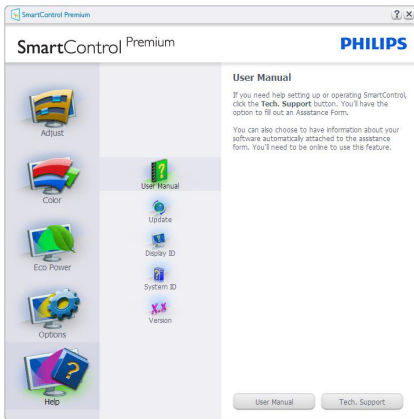 SmartControl Premium
SmartControl Premium
PHILIPS
Adjust
Color
Eco Power
Options
Help
User Manual
Update
Display ID
System ID
Version
User Manual
If you need help setting up or operating SmartControl,
click the Tech. Support button. You'll have the
option to fill out an Assistance Form.
You can also choose to have information about your
software automatically attached to the assistance
form. You'll need to be online to use this feature.
User Manual
Tech. Support